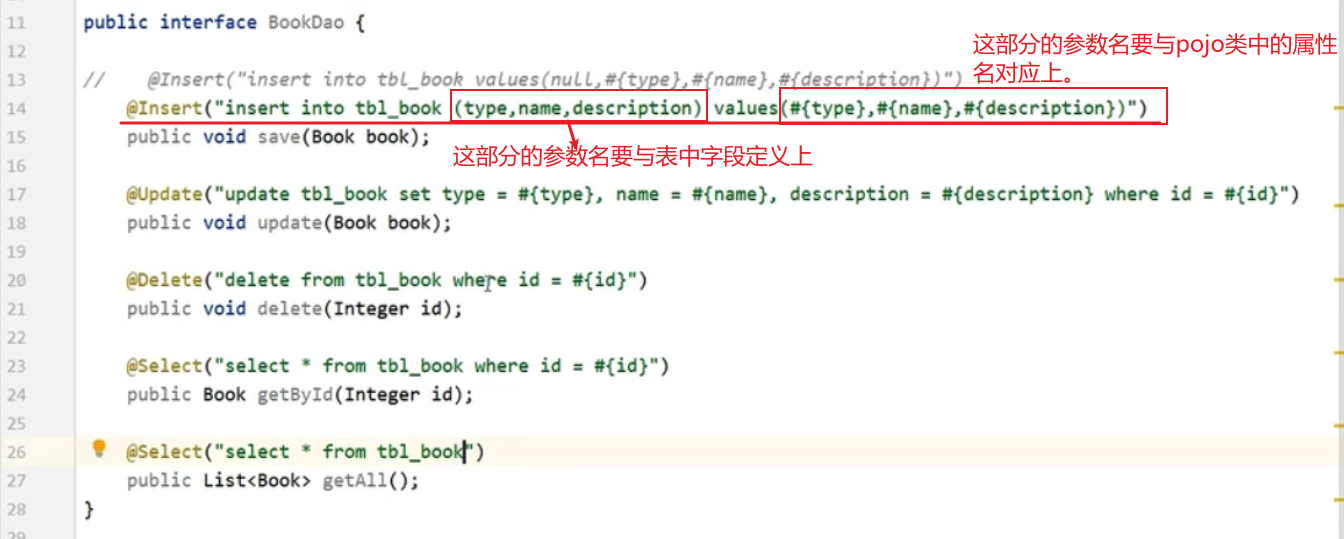 11 public interface BookDao {
这部分的参数名要与pojo类中的属性
名对应上。
12
13 // @Insert("insert into tbl_book values(null,#{type},#{name},#{description})")
14 @Insert("insert into tbl_book (type,name,description) values(#{type},#{name},#{description})")
15 public void save(Book book);
这部分的参数名要与表中字段定义上
16
17 @Update("update tbl_book set type = #{type}, name = #{name}, description = #{description} where id = #{id}")
18 public void update(Book book);
19
20 @Delete("delete from tbl_book where id = #{id}")
21 public void delete(Integer id);
22
23 @Select("select * from tbl_book where id = #{id}")
24 public Book getById(Integer id);
25
26 @Select("select * from tbl_book")
27 public List<Book> getAll();
28 }
29